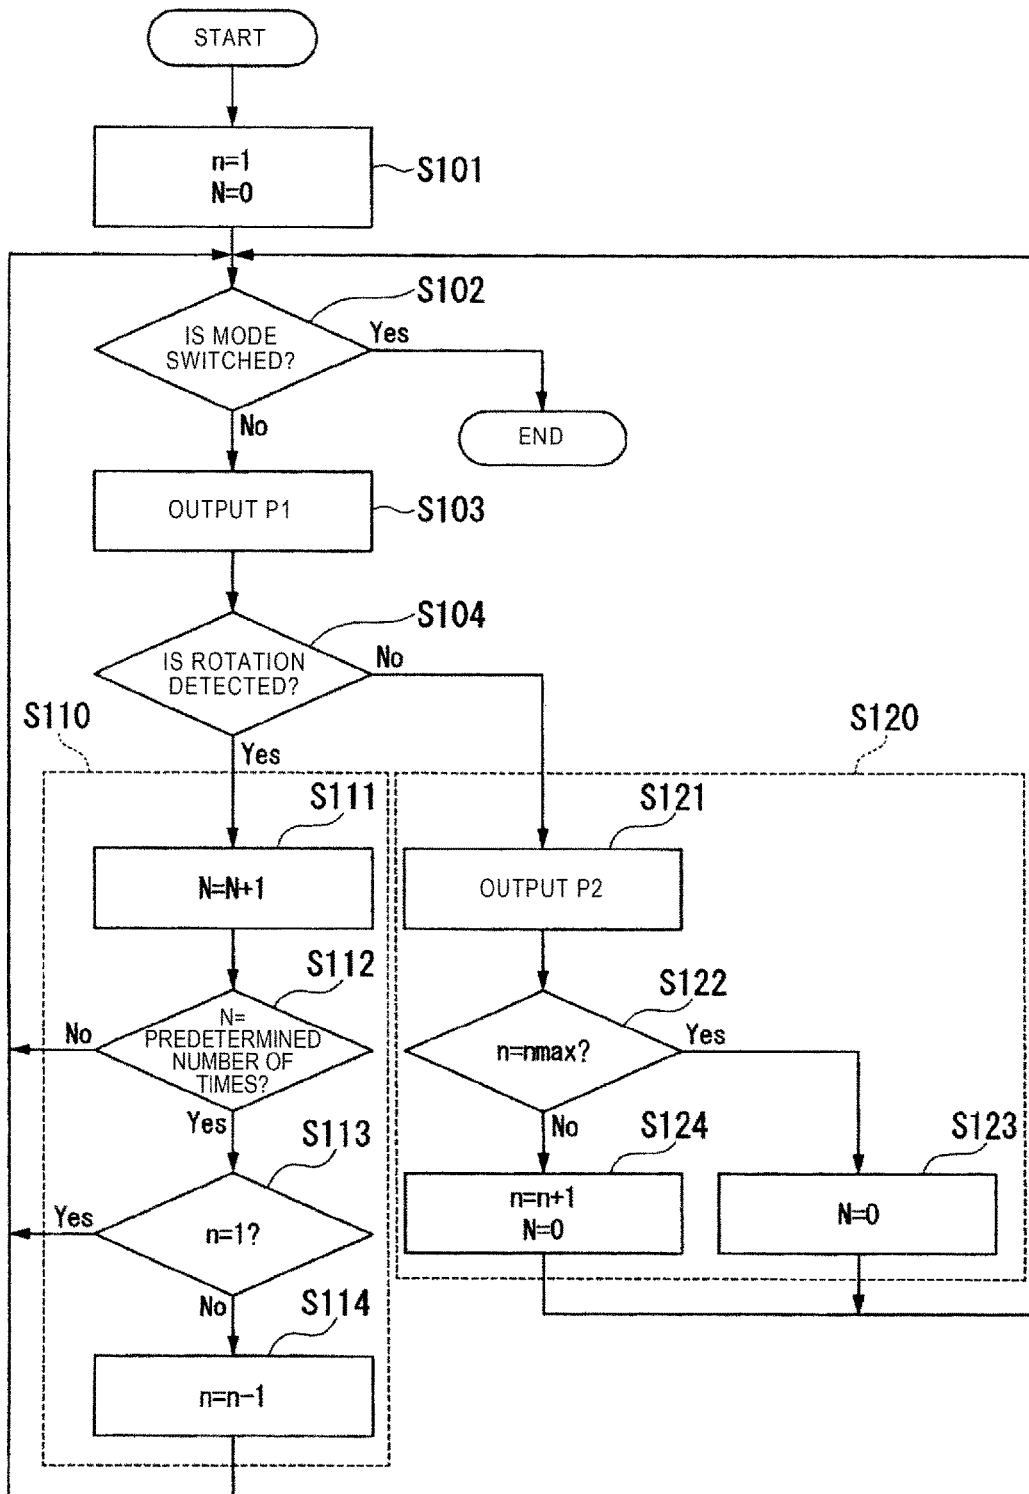 START
n=1
N=0
S101
S102
IS MODE
SWITCHED?
Yes
No
END
OUTPUT P1
S103
S104
IS ROTATION
DETECTED?
No
Yes
S110
S120
S111
N=N+1
S121
OUTPUT P2
S112
N=
PREDETERMINED
NUMBER OF
TIMES?
No
Yes
S122
n=nmax?
Yes
No
S113
n=1?
Yes
No
S124
n=n+1
N=0
S123
N=0
S114
n=n-1